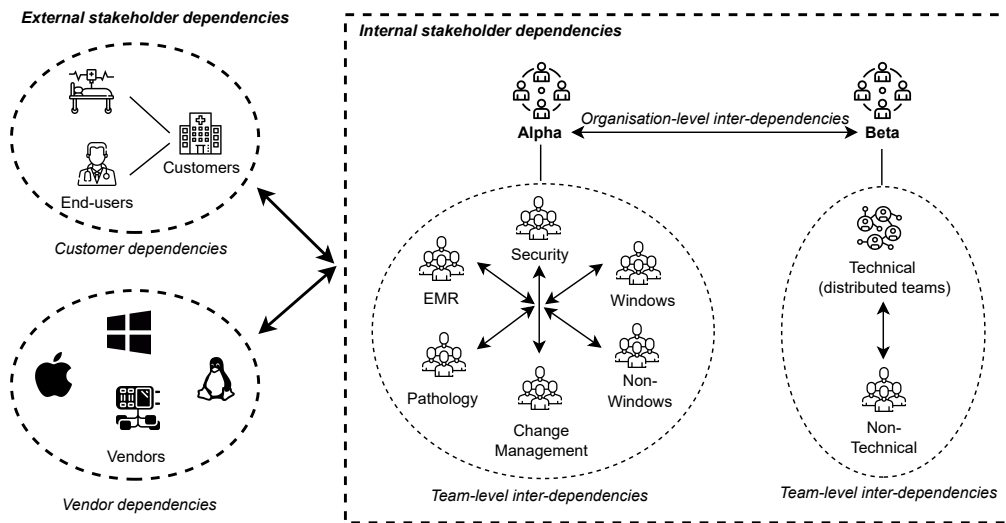 External stakeholder dependencies
Customers
End-users
Customer dependencies
Vendors
Vendor dependencies
Internal stakeholder dependencies
Alpha
Organisation-level inter-dependencies
Beta
Security
EMR
Windows
Pathology
Non-
Windows
Change
Management
Team-level inter-dependencies
Technical
(distributed teams)
Non-
Technical
Team-level inter-dependencies